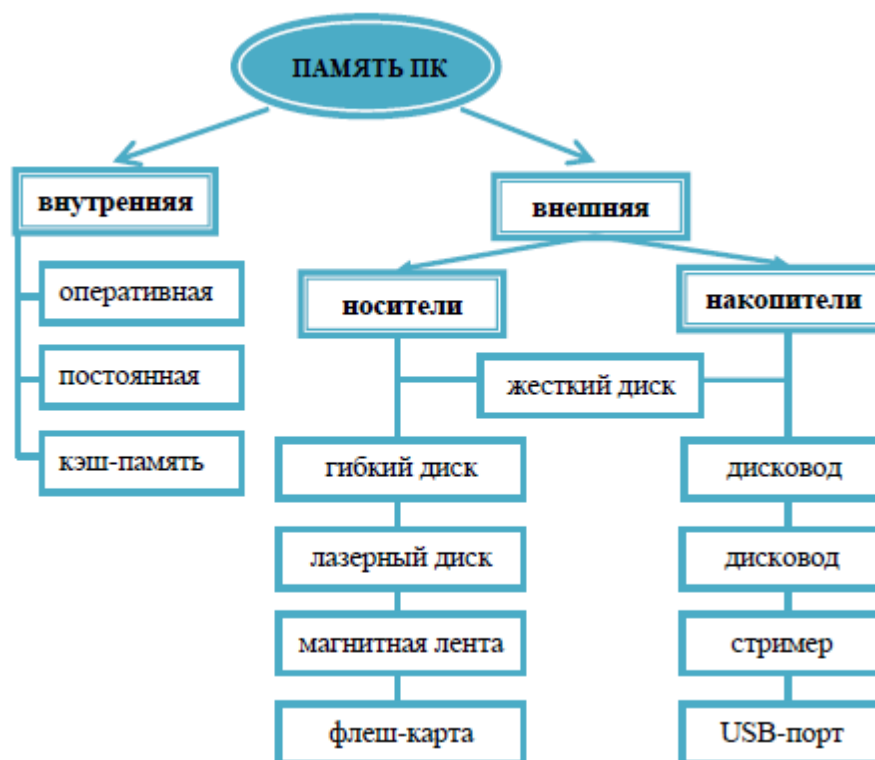 ПАМЯТЬ ПК
внутренняя
внешняя
оперативная
постоянная
кэш-память
носители
накопители
жесткий диск
гибкий диск
дисковод
лазерный диск
дисковод
магнитная лента
стример
флеш-карта
USB-порт